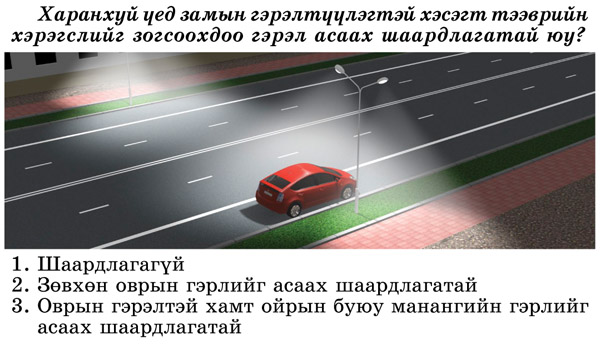 Харанхуй үед замын гэрэлтүүлэгтэй хэсэгт тээврийн
хэрэгслийг зогсоохдоо гэрэл асаах шаардлагатай юу?
1. Шаардлагагүй
2. Зөвхөн оврын гэрлийг асаах шаардлагатай
3. Оврын гэрэлтэй хамт ойрын буюу манангийн гэрлийг
асаах шаардлагатай